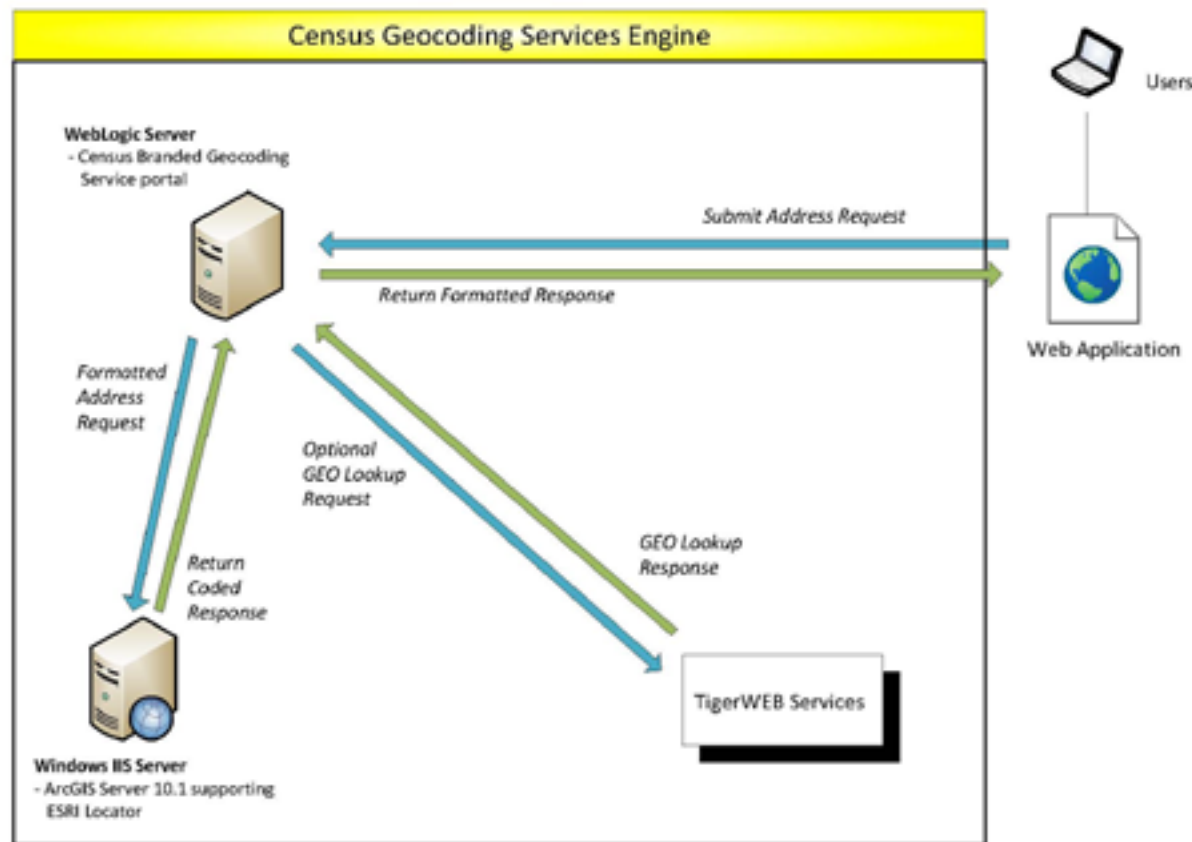 Census Geocoding Services Engine
Users
WebLogic Server
- Census Branded Geocoding
Service portal
Submit Address Request
Return Formatted Response
Web Application
Formatted
Address
Request
Optional
GEO Lookup
Request
GEO Lookup
Response
Return
Coded
Response
TigerWEB Services
Windows IIS Server
- ArcGIS Server 10.1 supporting
ESRI Locator